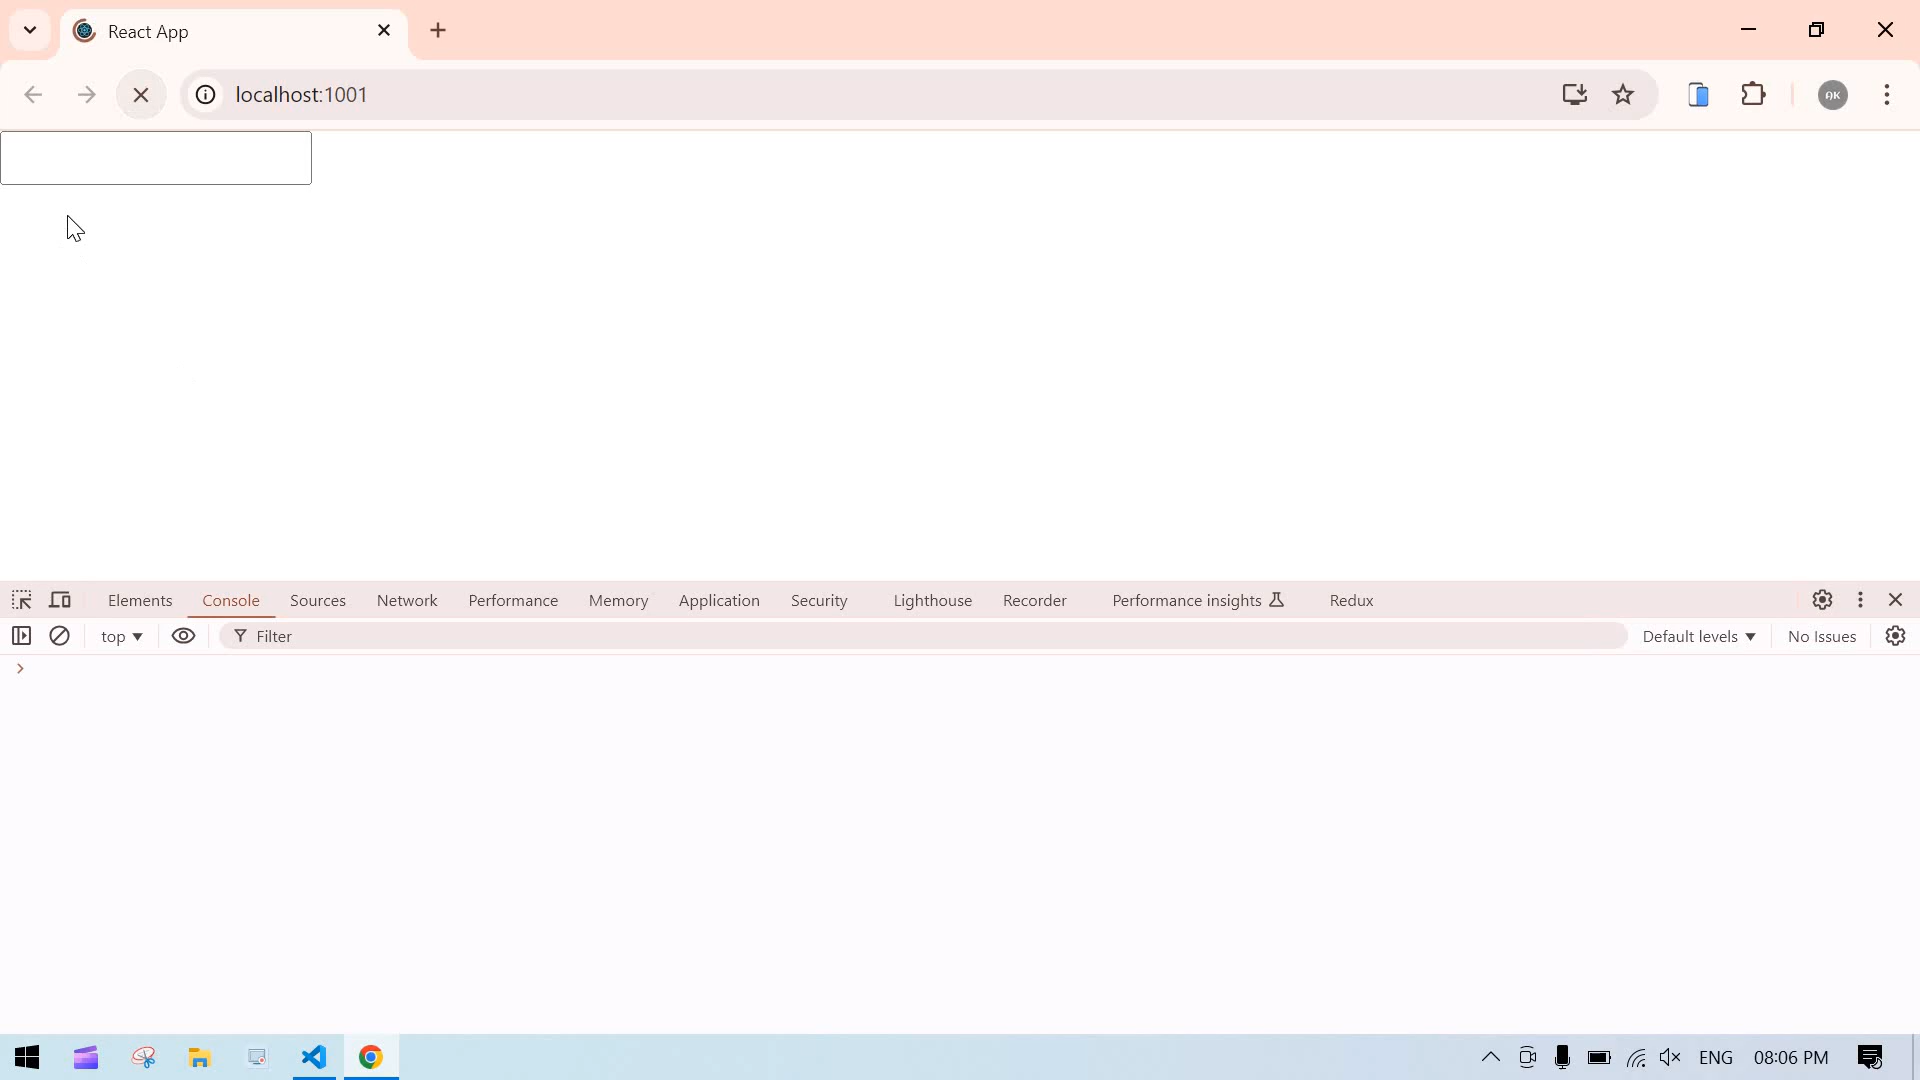 React App
localhost:1001
AK
Elements Console Sources Network Performance Memory Application Security Lighthouse Recorder Performance insights Redux
top Filter Default levels No Issues
ENG 08:06 PM